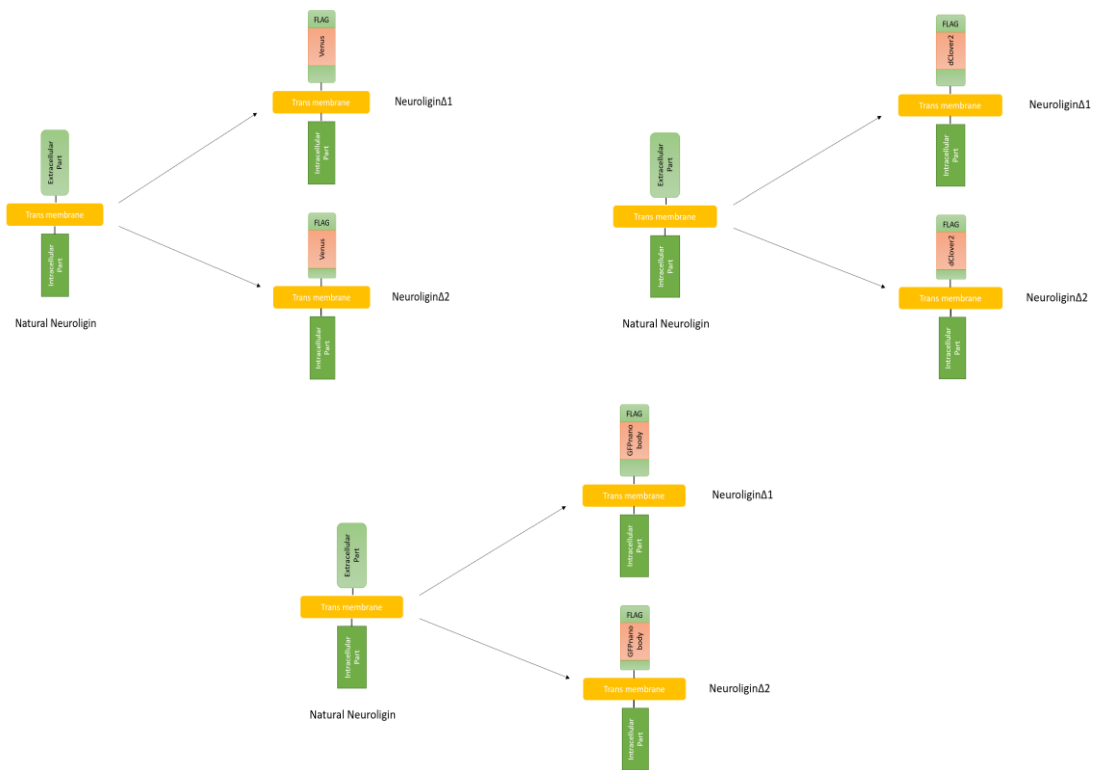 FLAG
Venus
Trans membrane
NeuroliginΔ1
Intracellular
Part
Extracellular
Part
Trans membrane
Intracellular
Part
Natural Neuroligin
FLAG
Venus
Trans membrane
NeuroliginΔ2
Intracellular
Part
FLAG
dClover2
Trans membrane
NeuroliginΔ1
Intracellular
Part
Extracellular
Part
Trans membrane
Intracellular
Part
Natural Neuroligin
FLAG
dClover2
Trans membrane
NeuroliginΔ2
Intracellular
Part
FLAG
GFPnano
body
Trans membrane
NeuroliginΔ1
Intracellular
Part
Extracellular
Part
Trans membrane
Intracellular
Part
Natural Neuroligin
FLAG
GFPnano
body
Trans membrane
NeuroliginΔ2
Intracellular
Part